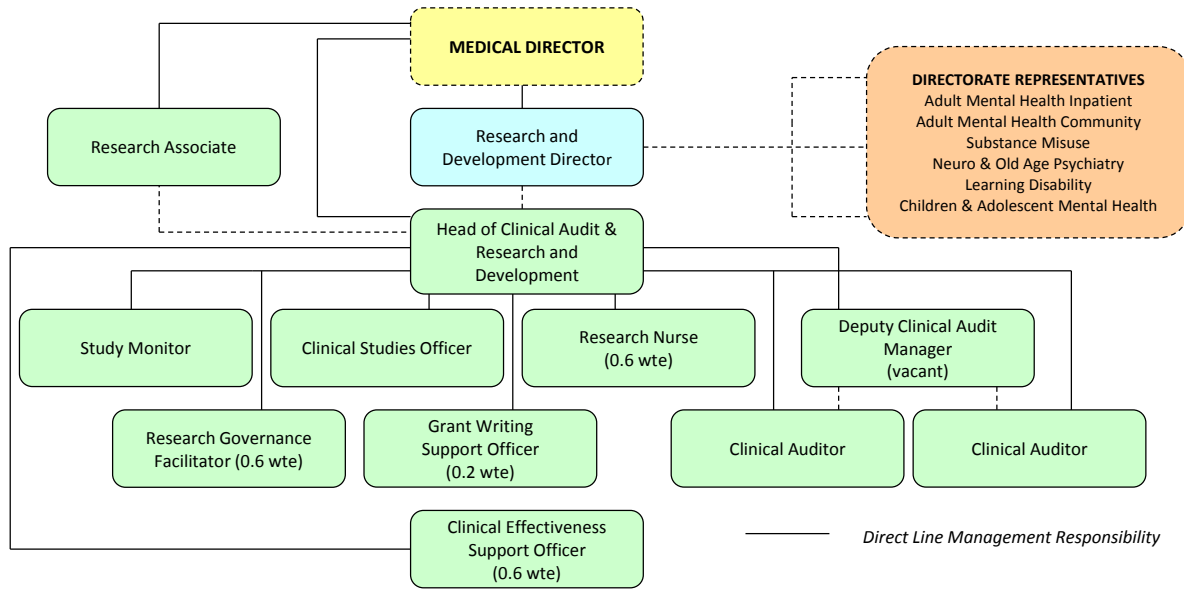 MEDICAL DIRECTOR
DIRECTORATE REPRESENTATIVES
Adult Mental Health Inpatient
Adult Mental Health Community
Substance Misuse
Neuro & Old Age Psychiatry
Learning Disability
Children & Adolescent Mental Health
Research Associate
Research and
Development Director
Head of Clinical Audit &
Research and
Development
Study Monitor
Clinical Studies Officer
Research Nurse
(0.6 wte)
Deputy Clinical Audit
Manager
(vacant)
Research Governance
Facilitator (0.6 wte)
Grant Writing
Support Officer
(0.2 wte)
Clinical Auditor
Clinical Auditor
Clinical Effectiveness
Support Officer
(0.6 wte)
Direct Line Management Responsibility